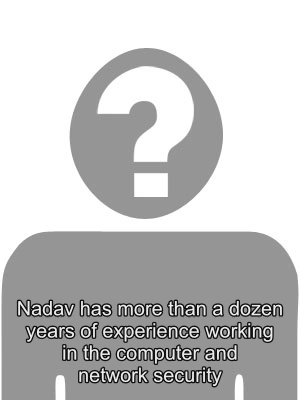 ?
Nadav has more than a dozen
years of experience working
in the computer and
network security